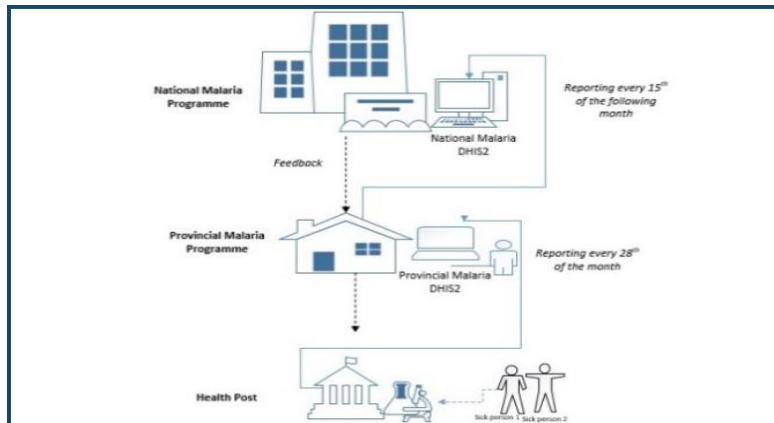 National Malaria
Programme
Reporting every 15th
of the following
month
National Malaria
DHIS2
Feedback
Provincial Malaria
Programme
Reporting every 28th
of the month
Provincial Malaria
DHIS2
Health Post
Sick person 1
Sick person 2